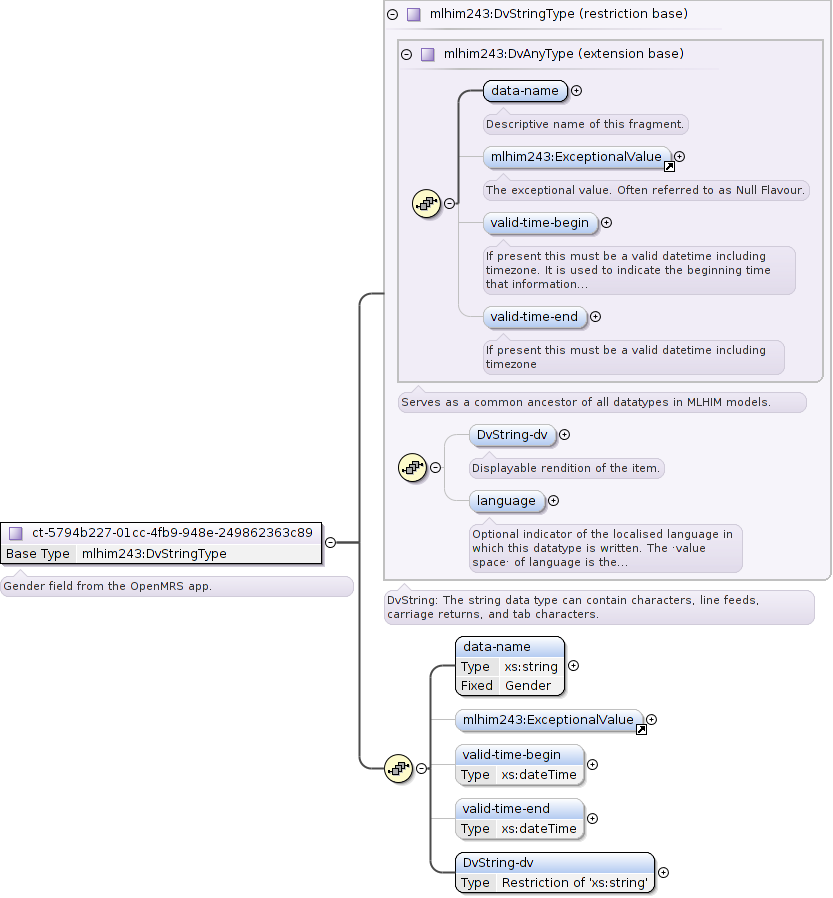 mlhim243:DvStringType (restriction base)
mlhim243:DvAnyType (extension base)
data-name
Descriptive name of this fragment.
mlhim243:ExceptionalValue
The exceptional value. Often referred to as Null Flavour.
valid-time-begin
If present this must be a valid datetime including
timezone. It is used to indicate the beginning time
that information...
valid-time-end
If present this must be a valid datetime including
timezone
Serves as a common ancestor of all datatypes in MLHIM models.
DvString-dv
Displayable rendition of the item.
language
Optional indicator of the localised language in
which this datatype is written. The ·value
space· of language is the...
DvString: The string data type can contain characters, line feeds,
carriage returns, and tab characters.
ct-5794b227-01cc-4fb9-948e-249862363c89
Base Type mlhim243:DvStringType
Gender field from the OpenMRS app.
data-name
Type xs:string
Fixed Gender
mlhim243:ExceptionalValue
valid-time-begin
Type xs:dateTime
valid-time-end
Type xs:dateTime
DvString-dv
Type Restriction of 'xs:string'